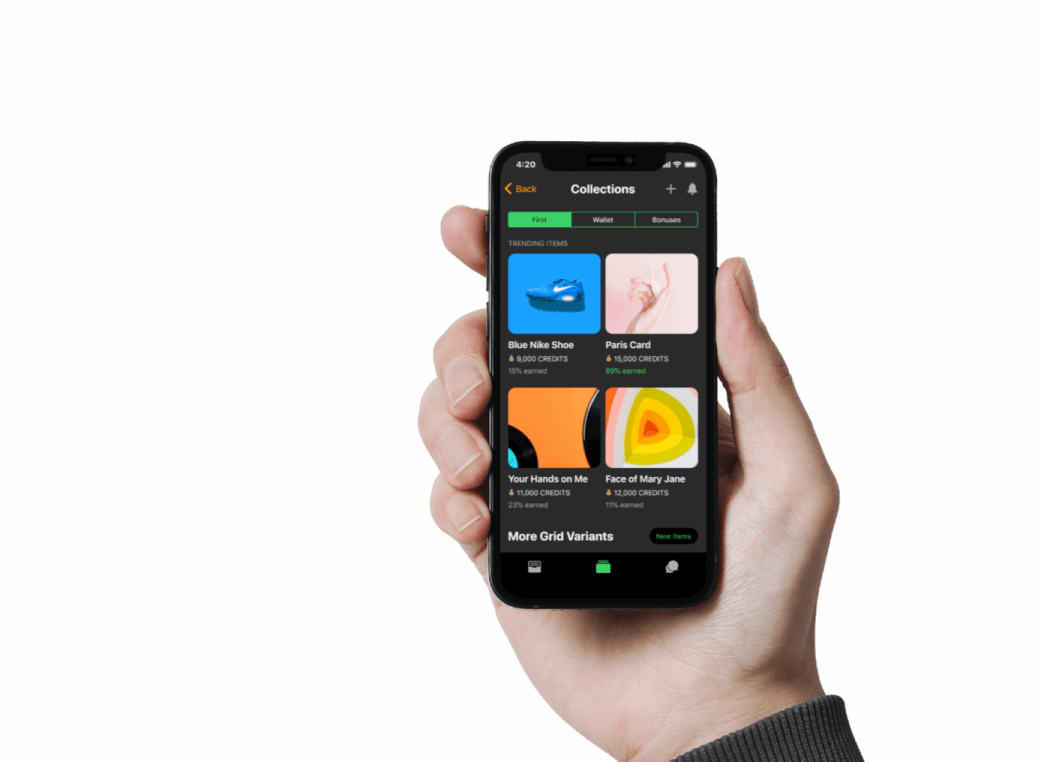 4:20
Back
Collections
First
Wallet
Bonuses
TRENDING ITEMS
Blue Nike Shoe
Paris Card
9,000 CREDITS
15,000 CREDITS
15% earned
89% earned
Your Hands on Me
Face of Mary Jane
11,000 CREDITS
12,000 CREDITS
23% earned
11% earned
More Grid Variants
New Items